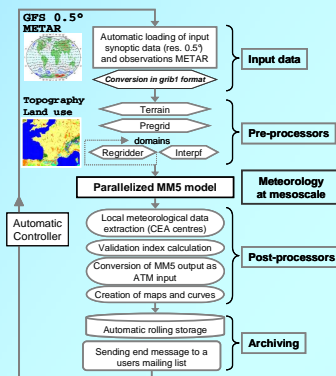 GFS 0.5°
METAR
Automatic loading of input
synoptic data (res. 0.5°)
and observations METAR
Conversion in grib1 format
Input data
Topography
Land use
Terrain
Pregrid
domains
Regridder
Interpf
Pre-processors
Parallelized MM5 model
Meteorology
at mesoscale
Automatic
Controller
Local meteorological data
extraction (CEA centres)
Validation index calculation
Conversion of MM5 output as
ATM input
Creation of maps and curves
Post-processors
Automatic rolling storage
Sending end message to a
users mailing list
Archiving